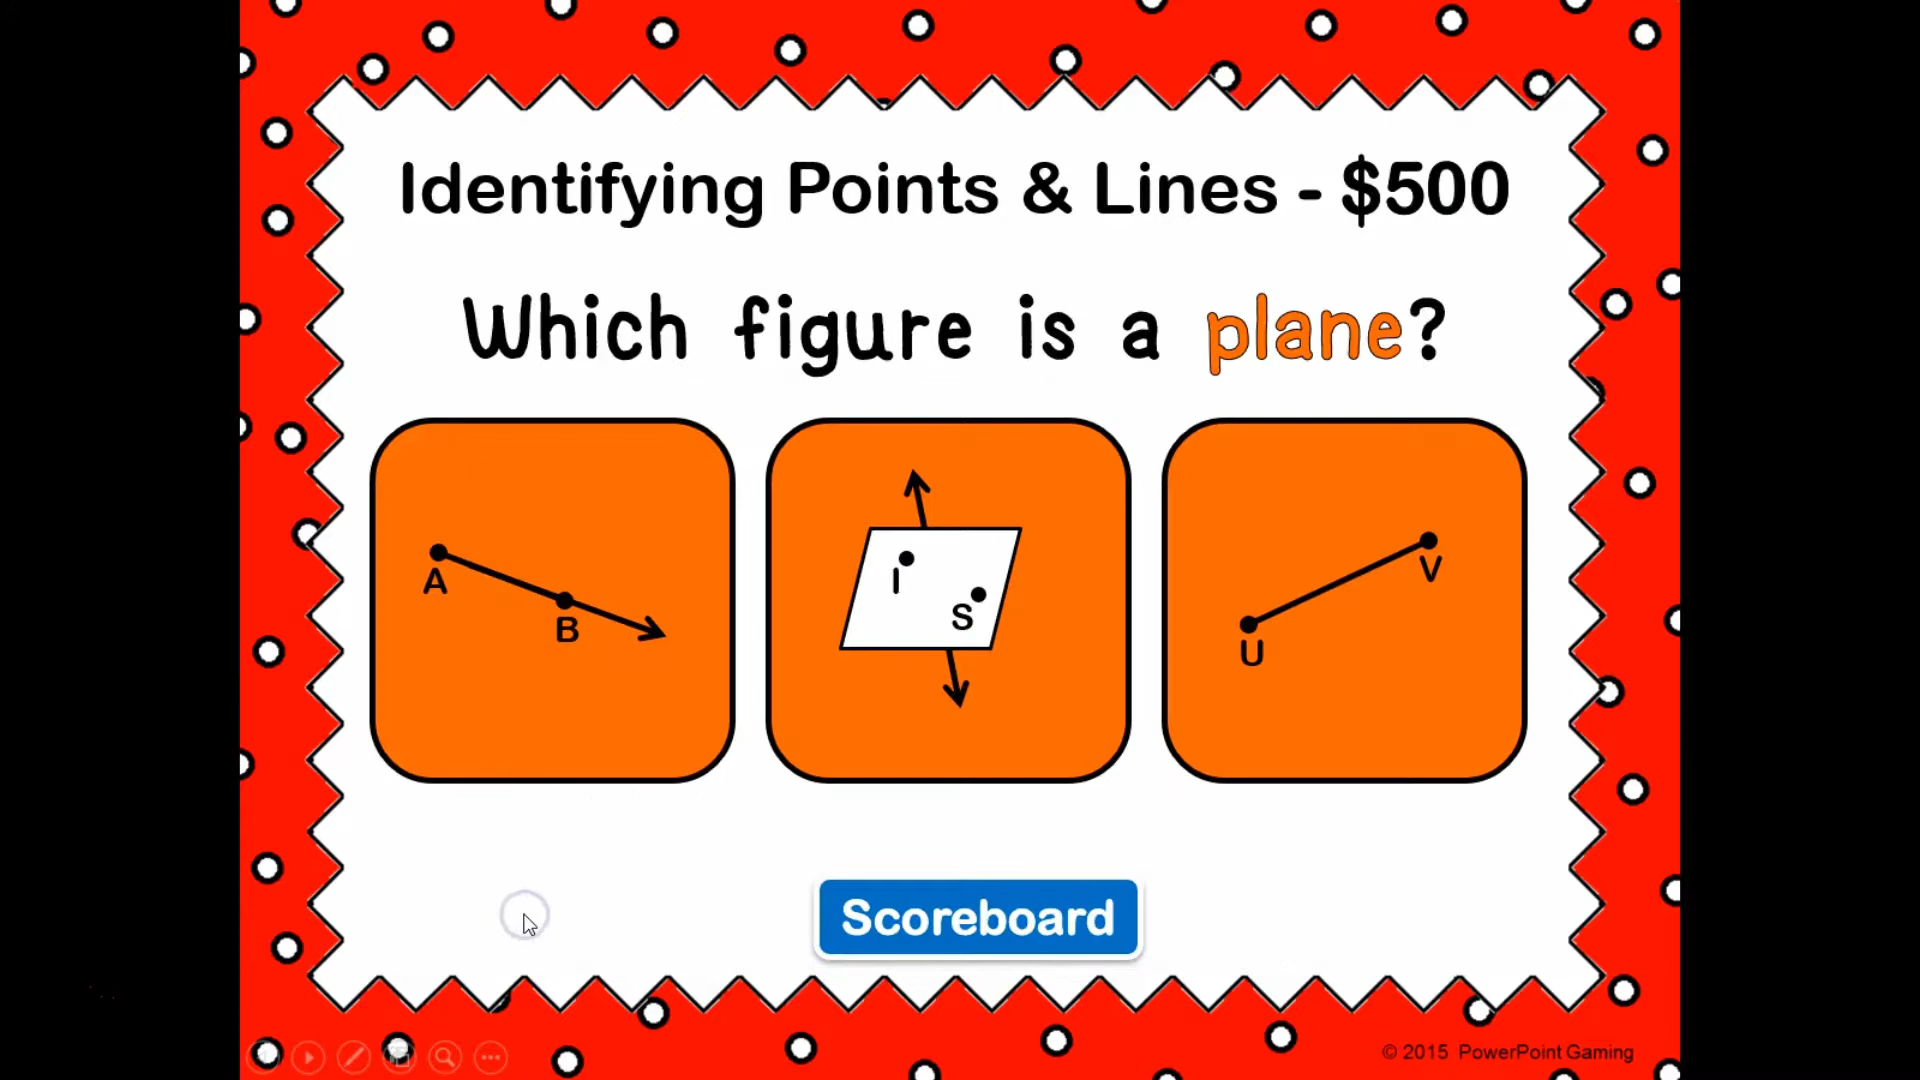 Identifying Points & Lines - $500
Which figure is a plane?
A
B
I
S
V
U
Scoreboard
© 2015 PowerPoint Gaming